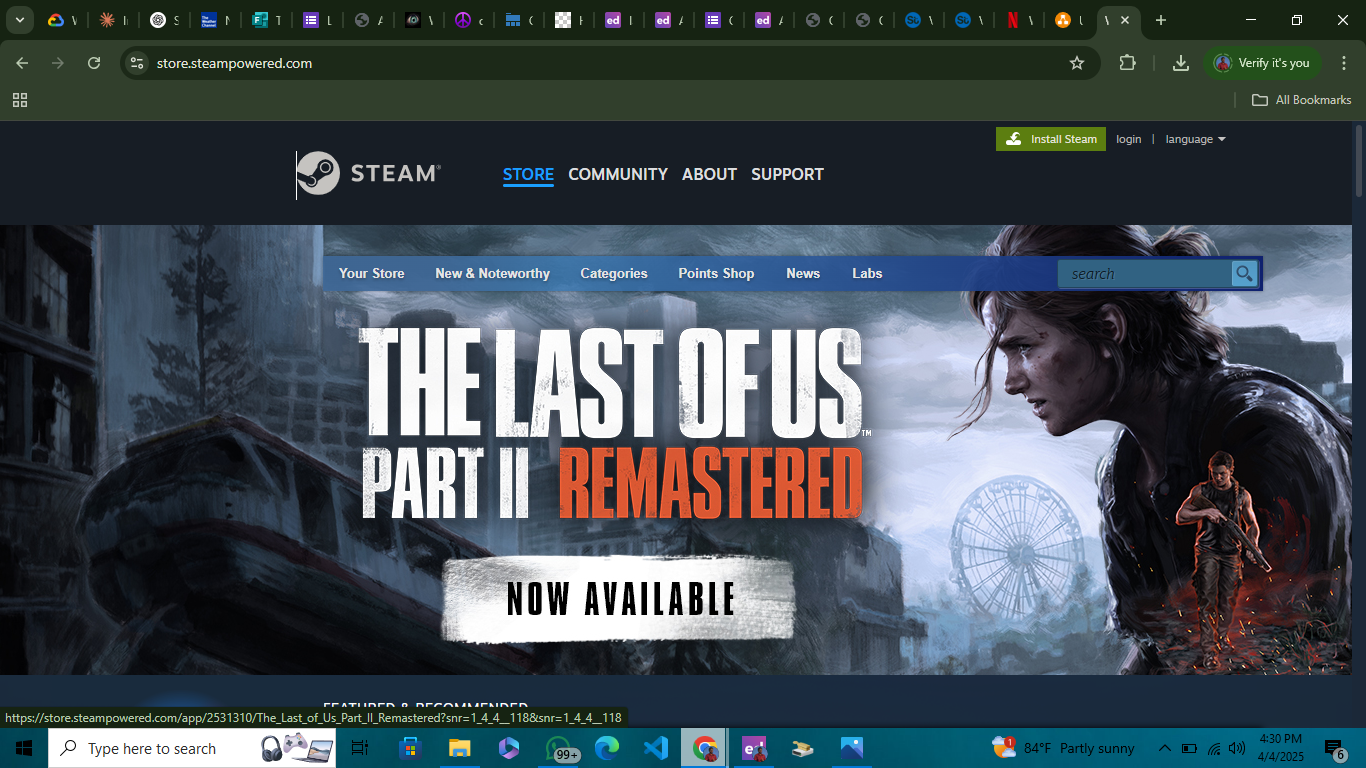 store.steampowered.com
Verify it's you
All Bookmarks
Install Steam
login | language
STEAM®
STORE COMMUNITY ABOUT SUPPORT
Your Store New & Noteworthy Categories Points Shop News Labs search
THE LAST OF US™
PART II REMASTERED
NOW AVAILABLE
FEATURED & RECOMMENDED
https://store.steampowered.com/app/2531310/The_Last_of_Us_Part_II_Remastered?snr=1_4_4__118&snr=1_4_4__118
Type here to search
99+
1
84°F Partly sunny
4:30 PM
4/4/2025
6